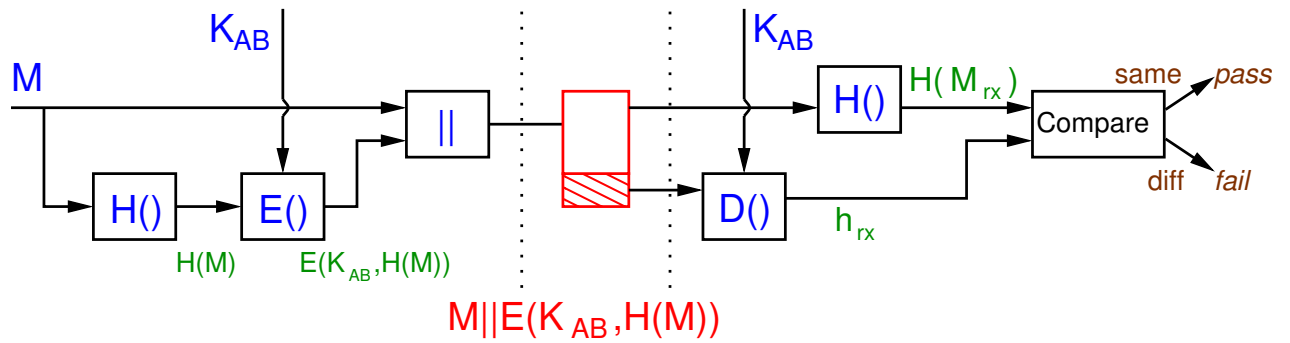 K_AB
K_AB
M
H( M_rx )
same
pass
||
H()
Compare
H()
E()
D()
diff
fail
h_rx
H(M)
E(K_AB,H(M))
M||E(K_AB,H(M))